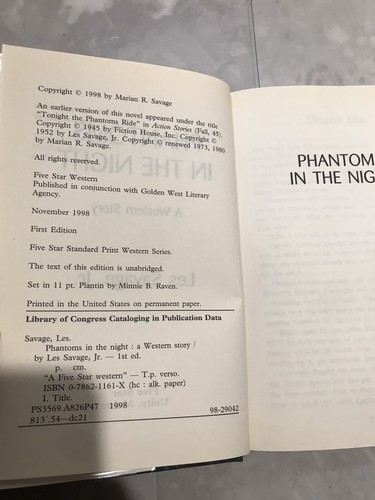 Copyright © 1998 by Marian R. Savage
An earlier version of this novel appeared under the title
"Tonight the Phantoms Ride" in Action Stories (Fall, 45).
Copyright © 1945 by Fiction House, Inc. Copyright ©
1952 by Les Savage, Jr. Copyright © renewed 1973, 1980
by Marian R. Savage.
All rights reserved.
Five Star Western
Published in conjunction with Golden West Literary
Agency.
November 1998
First Edition
Five Star Standard Print Western Series.
The text of this edition is unabridged.
Set in 11 pt. Plantin by Minnie B. Raven.
Printed in the United States on permanent paper.
Library of Congress Cataloging in Publication Data
Savage, Les.
Phantoms in the night : a Western story /
by Les Savage, Jr. — 1st ed.
p. cm.
"A Five Star western" — T.p. verso.
ISBN 0-7862-1161-X (hc : alk. paper)
I. Title.
PS3569.A826P47 1998
813'.54—dc21 98-29042
PHANTOM
IN THE NIG